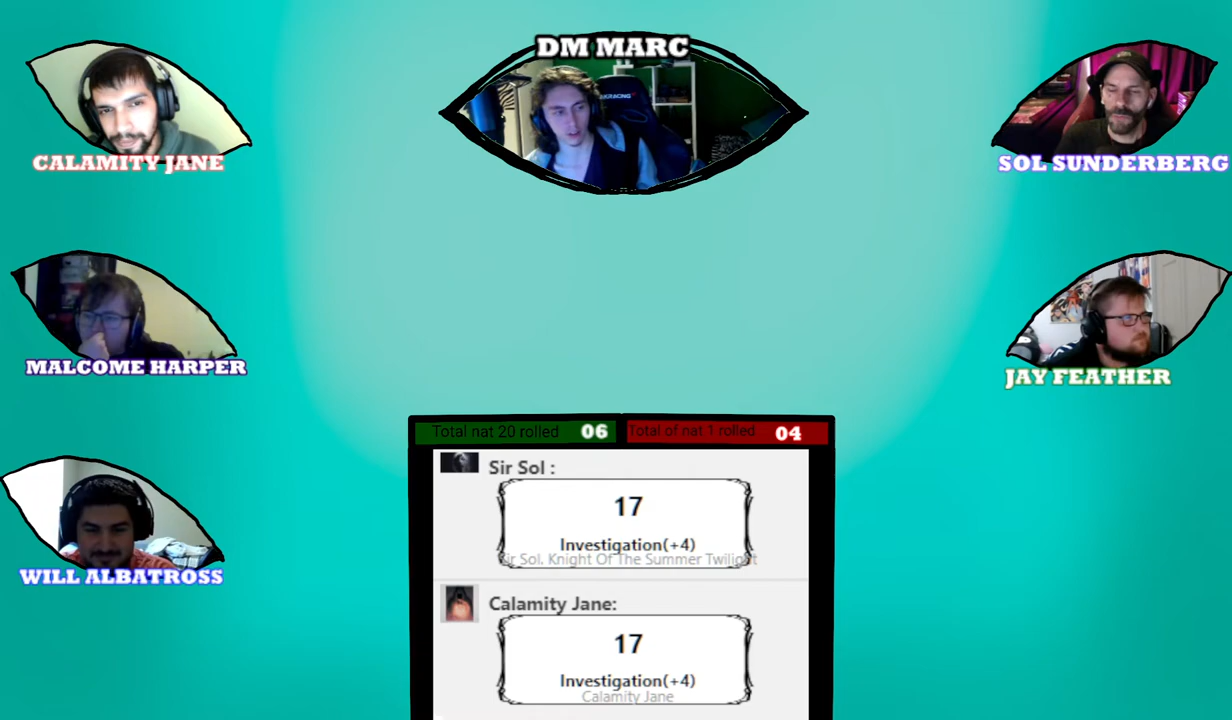 DM MARC
CALAMITY JANE
SOL SUNDERBERG
MALCOME HARPER
JAY FEATHER
WILL ALBATROSS
Total nat 20 rolled 06
Total of nat 1 rolled 04
Sir Sol :
17
Investigation(+4)
Sir Sol, Knight Of The Summer Twilight
Calamity Jane:
17
Investigation(+4)
Calamity Jane